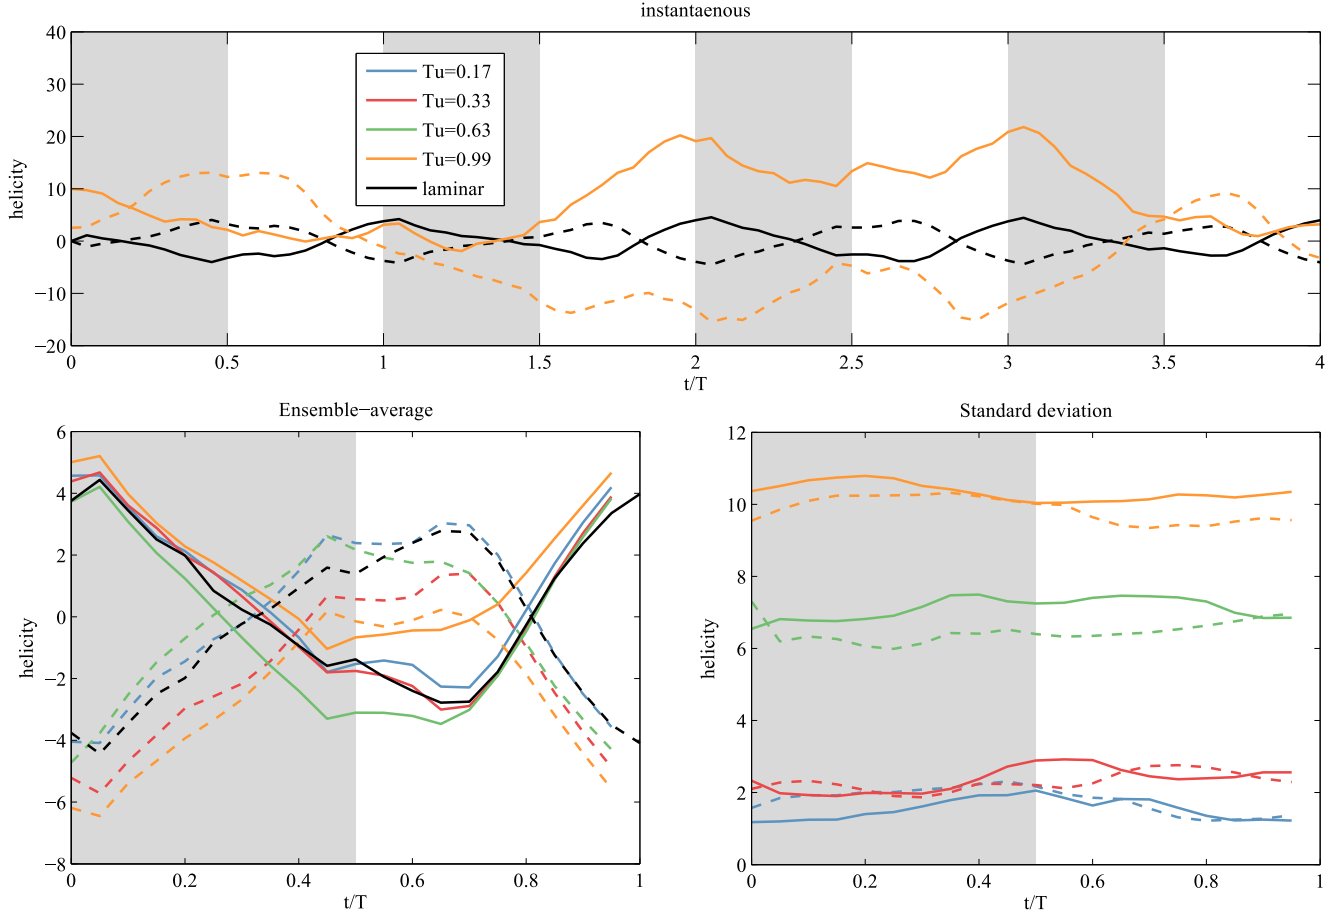 instantaenous
40
30
20
10
0
−10
−20
helicity
Tu=0.17
Tu=0.33
Tu=0.63
Tu=0.99
laminar
0 0.5 1 1.5 2 2.5 3 3.5 4
t/T
Ensemble−average
6
4
2
0
−2
−4
−6
−8
helicity
0 0.2 0.4 0.6 0.8 1
t/T
Standard deviation
12
10
8
6
4
2
0
helicity
0 0.2 0.4 0.6 0.8 1
t/T